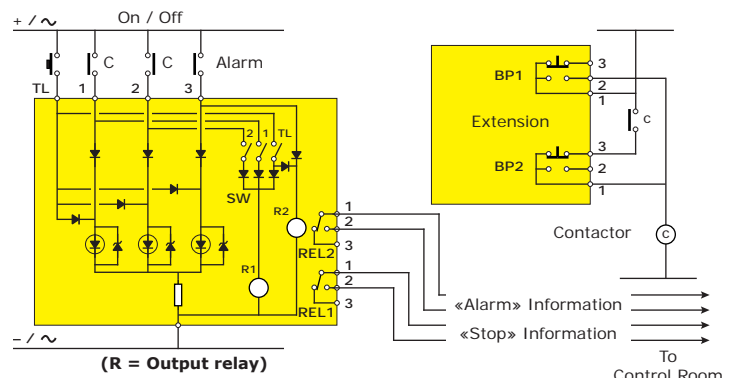 On / Off
+ / ∿
C
C
Alarm
TL
1
2
3
2
1
TL
SW
R2
R1
1
2
3
REL2
1
2
3
REL1
– / ∿
(R = Output relay)
BP1
3
2
1
Extension
C
BP2
3
2
1
Contactor
C
«Alarm» Information
«Stop» Information
To
Control Room